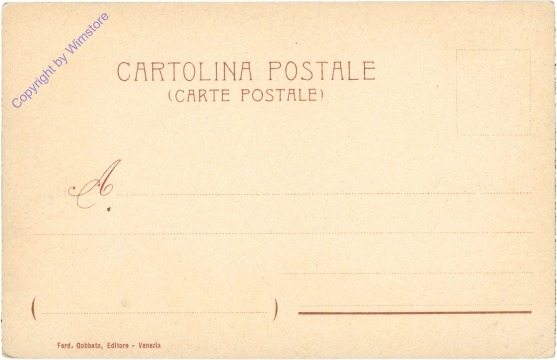 Copyright by Wimstore
CARTOLINA POSTALE
(CARTE POSTALE)
A
(
)
Ferd. Gobbato, Editore - Venezia